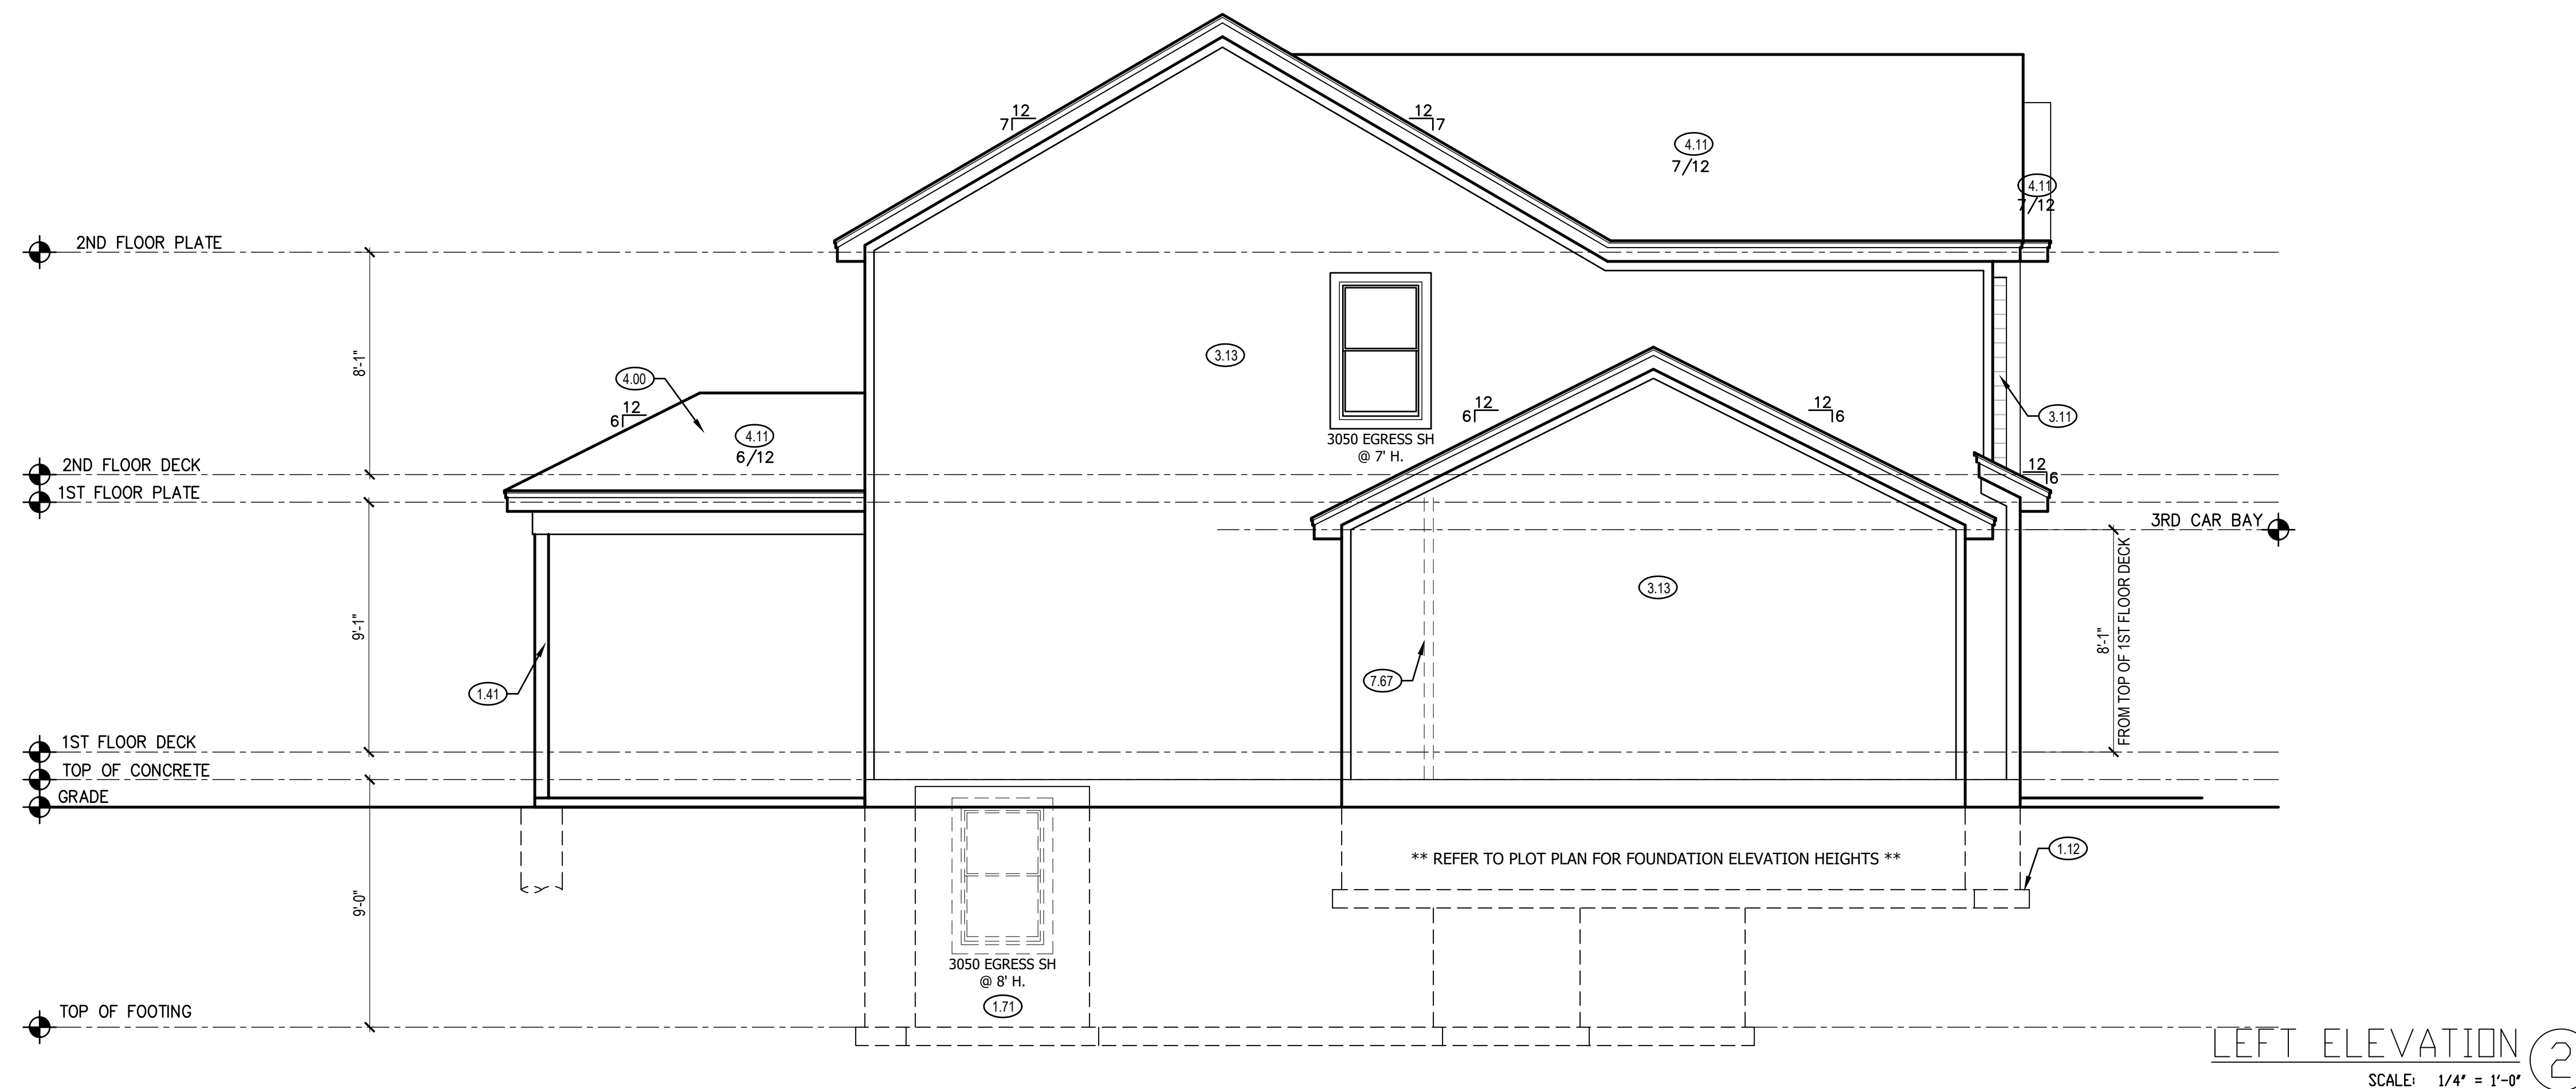 12
7
12
7
4.11
7/12
4.11
7/12
2ND FLOOR PLATE
8'-1"
3.13
4.00
12
6
4.11
6/12
3050 EGRESS SH
@ 7' H.
12
6
12
6
3.11
12
6
2ND FLOOR DECK
1ST FLOOR PLATE
3RD CAR BAY
9'-1"
3.13
8'-1"
FROM TOP OF 1ST FLOOR DECK
1.41
7.67
1ST FLOOR DECK
TOP OF CONCRETE
GRADE
9'-0"
** REFER TO PLOT PLAN FOR FOUNDATION ELEVATION HEIGHTS **
1.12
3050 EGRESS SH
@ 8' H.
1.71
TOP OF FOOTING
LEFT ELEVATION
2
SCALE: 1/4" = 1'-0"